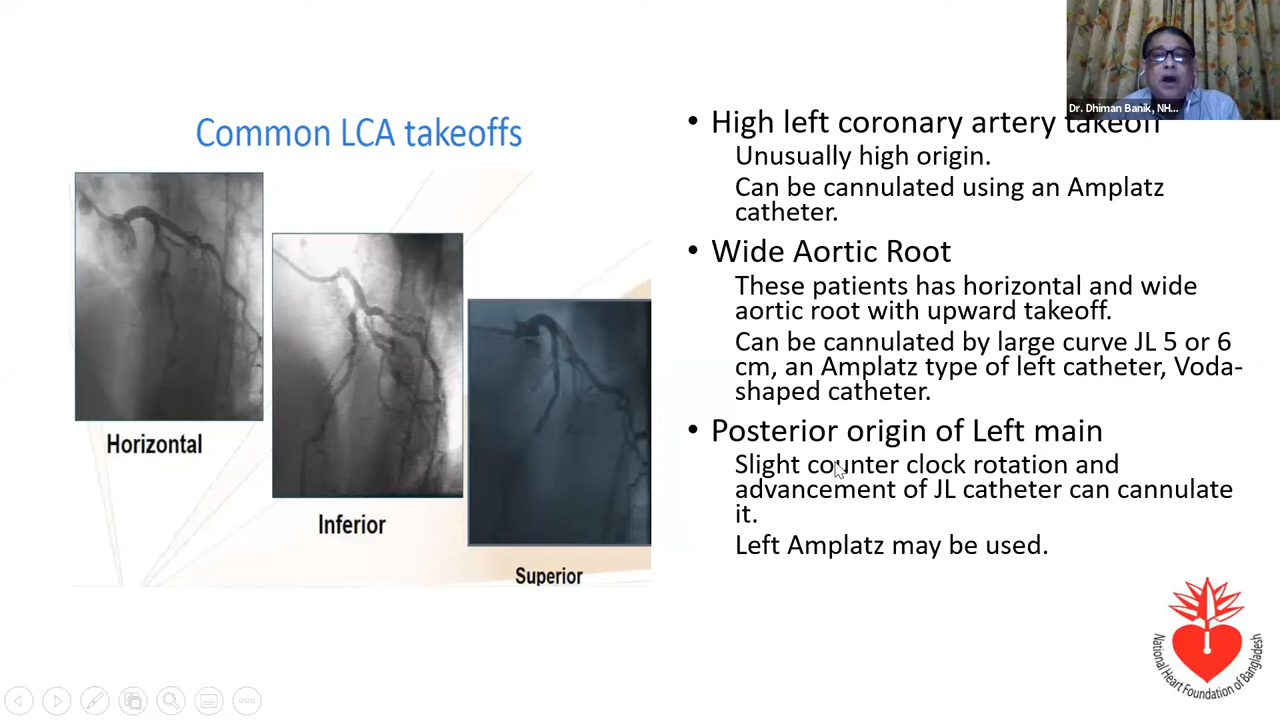 Dr. Dhiman Banik, NH...
Common LCA takeoffs
Horizontal
Inferior
Superior
• High left coronary artery takeoff
Unusually high origin.
Can be cannulated using an Amplatz
catheter.
• Wide Aortic Root
These patients has horizontal and wide
aortic root with upward takeoff.
Can be cannulated by large curve JL 5 or 6
cm, an Amplatz type of left catheter, Voda-
shaped catheter.
• Posterior origin of Left main
Slight counter clock rotation and
advancement of JL catheter can cannulate
it.
Left Amplatz may be used.
National Heart Foundation of Bangladesh